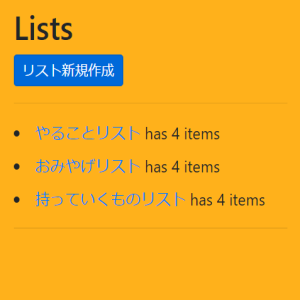 Lists
リスト新規作成
やることリスト has 4 items
おみやげリスト has 4 items
持っていくものリスト has 4 items